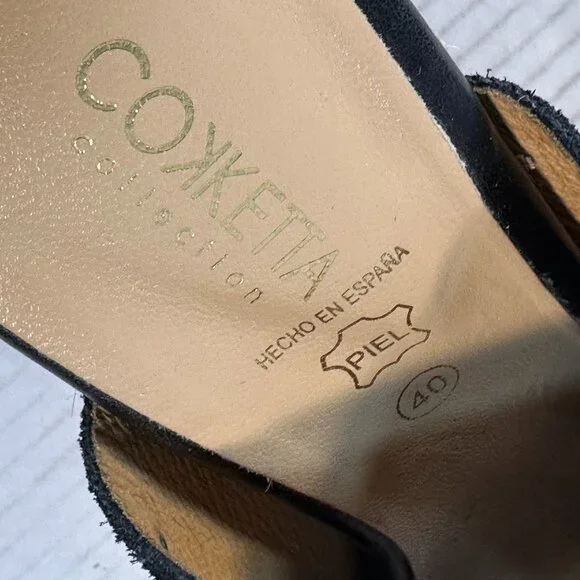 COKKETTA
collection
HECHO EN ESPAÑA
PIEL
40